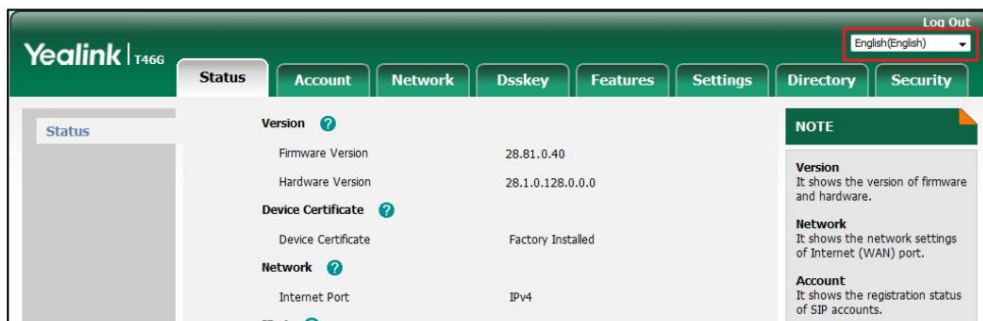 Log Out
Yealink T46G
English(English)
Status Account Network Dsskey Features Settings Directory Security
Status
Version ?
Firmware Version 28.81.0.40
Hardware Version 28.1.0.128.0.0.0
Device Certificate ?
Device Certificate Factory Installed
Network ?
Internet Port IPv4
NOTE
Version
It shows the version of firmware
and hardware.
Network
It shows the network settings
of Internet (WAN) port.
Account
It shows the registration status
of SIP accounts.